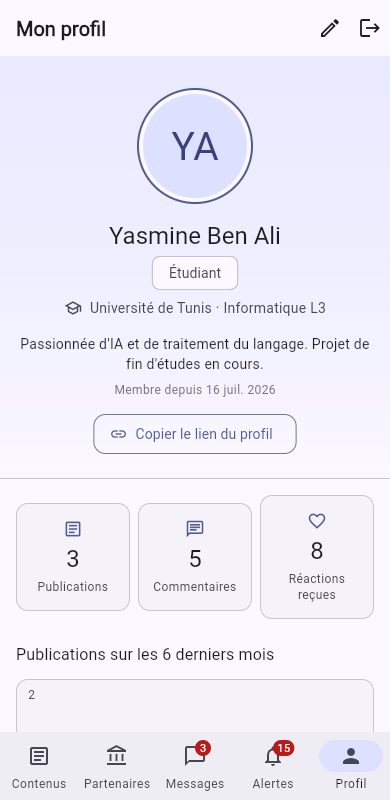 Mon profil
YA
Yasmine Ben Ali
Étudiant
Université de Tunis · Informatique L3
Passionnée d'IA et de traitement du langage. Projet de
fin d'études en cours.
Membre depuis 16 juil. 2026
Copier le lien du profil
3
Publications
5
Commentaires
8
Réactions
reçues
Publications sur les 6 derniers mois
2
3
15
Contenus
Partenaires
Messages
Alertes
Profil